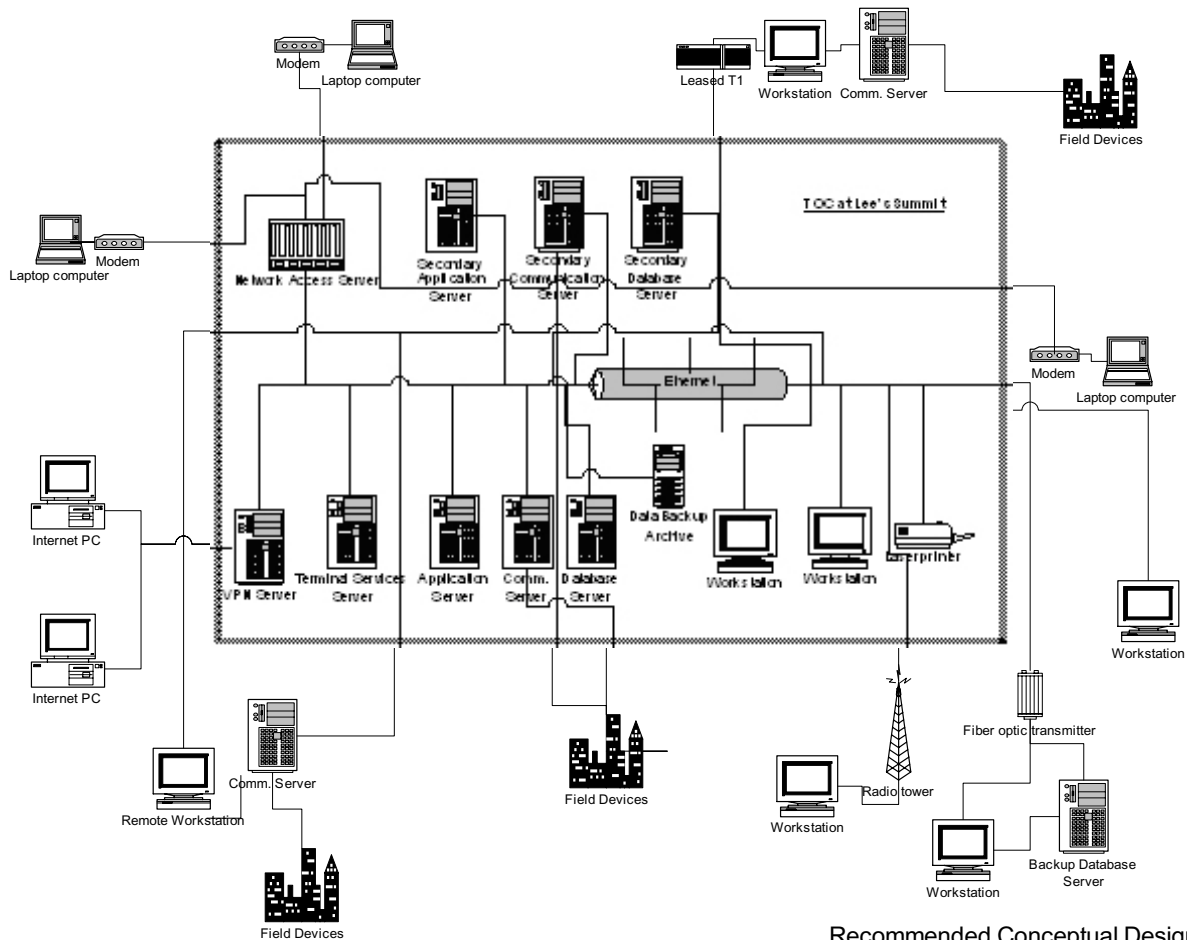 Modem
Laptop computer
Leased T1
Workstation
Comm. Server
Field Devices
TOC at Lee's Summit
Laptop computer
Modem
Network Access Server
Secondary
Application
Server
Secondary
Communication
Server
Secondary
Database
Server
Ethernet
Modem
Laptop computer
Internet PC
Data Backup
Archive
VPN Server
Terminal Services
Server
Application
Server
Comm.
Server
Database
Server
Workstation
Workstation
Laserprinter
Internet PC
Workstation
Fiber optic transmitter
Comm. Server
Remote Workstation
Field Devices
Radio tower
Workstation
Workstation
Backup Database
Server
Field Devices
Recommended Conceptual Design